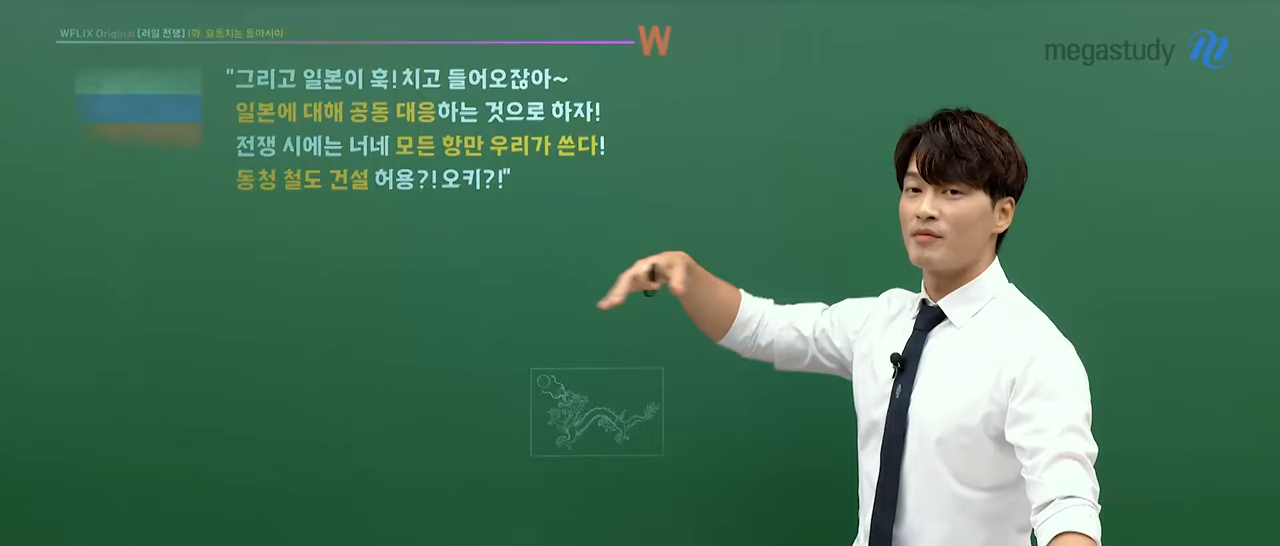 WFLIX Original [러일 전쟁] 1화. 요동치는 동아시아
W
megastudy
"그리고 일본이 훅! 치고 들어오잖아~
일본에 대해 공동 대응하는 것으로 하자!
전쟁 시에는 너네 모든 항만 우리가 쓴다!
동청 철도 건설 허용?! 오키?!"